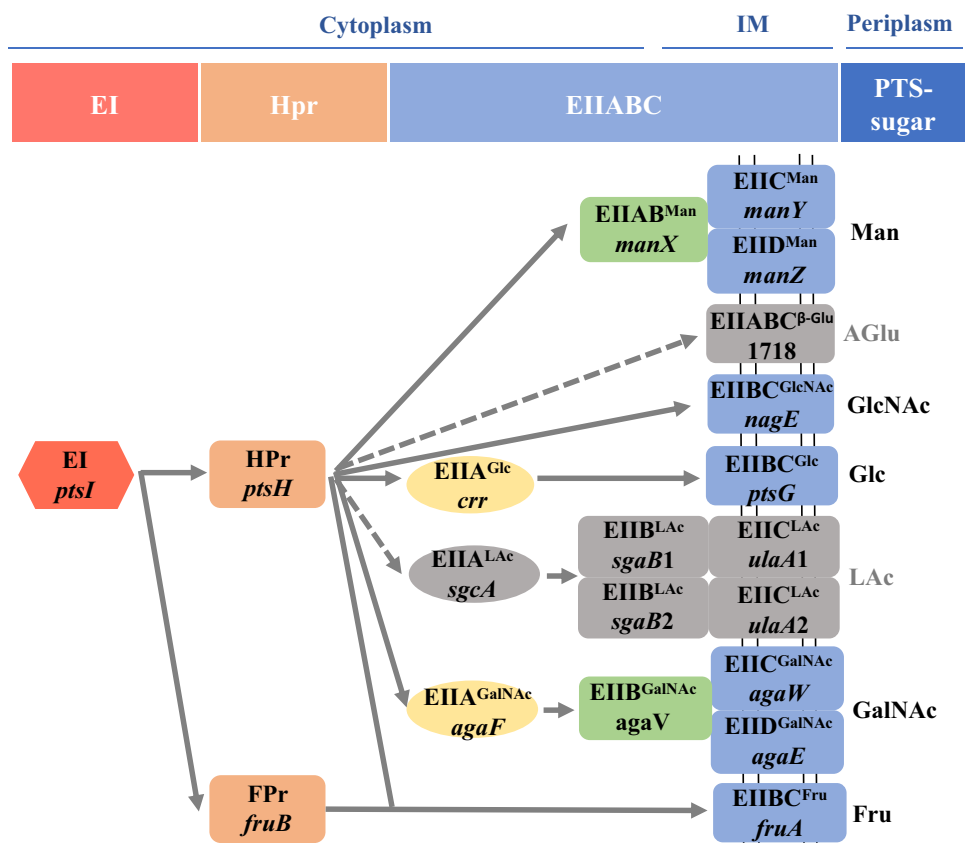 Cytoplasm
IM
Periplasm
EI
Hpr
EIIABC
PTS-
sugar
EIIAB^Man
manX
EIIC^Man
manY
EIID^Man
manZ
Man
EIIABC^β-Glu
1718
AGlu
EIIBC^GlcNAc
nagE
GlcNAc
EI
ptsI
HPr
ptsH
EIIA^Glc
crr
EIIBC^Glc
ptsG
Glc
EIIA^LAc
sgcA
EIIB^LAc
sgaB1
EIIB^LAc
sgaB2
EIIC^LAc
ulaA1
EIIC^LAc
ulaA2
LAc
EIIA^GalNAc
agaF
EIIB^GalNAc
agaV
EIIC^GalNAc
agaW
EIID^GalNAc
agaE
GalNAc
FPr
fruB
EIIBC^Fru
fruA
Fru